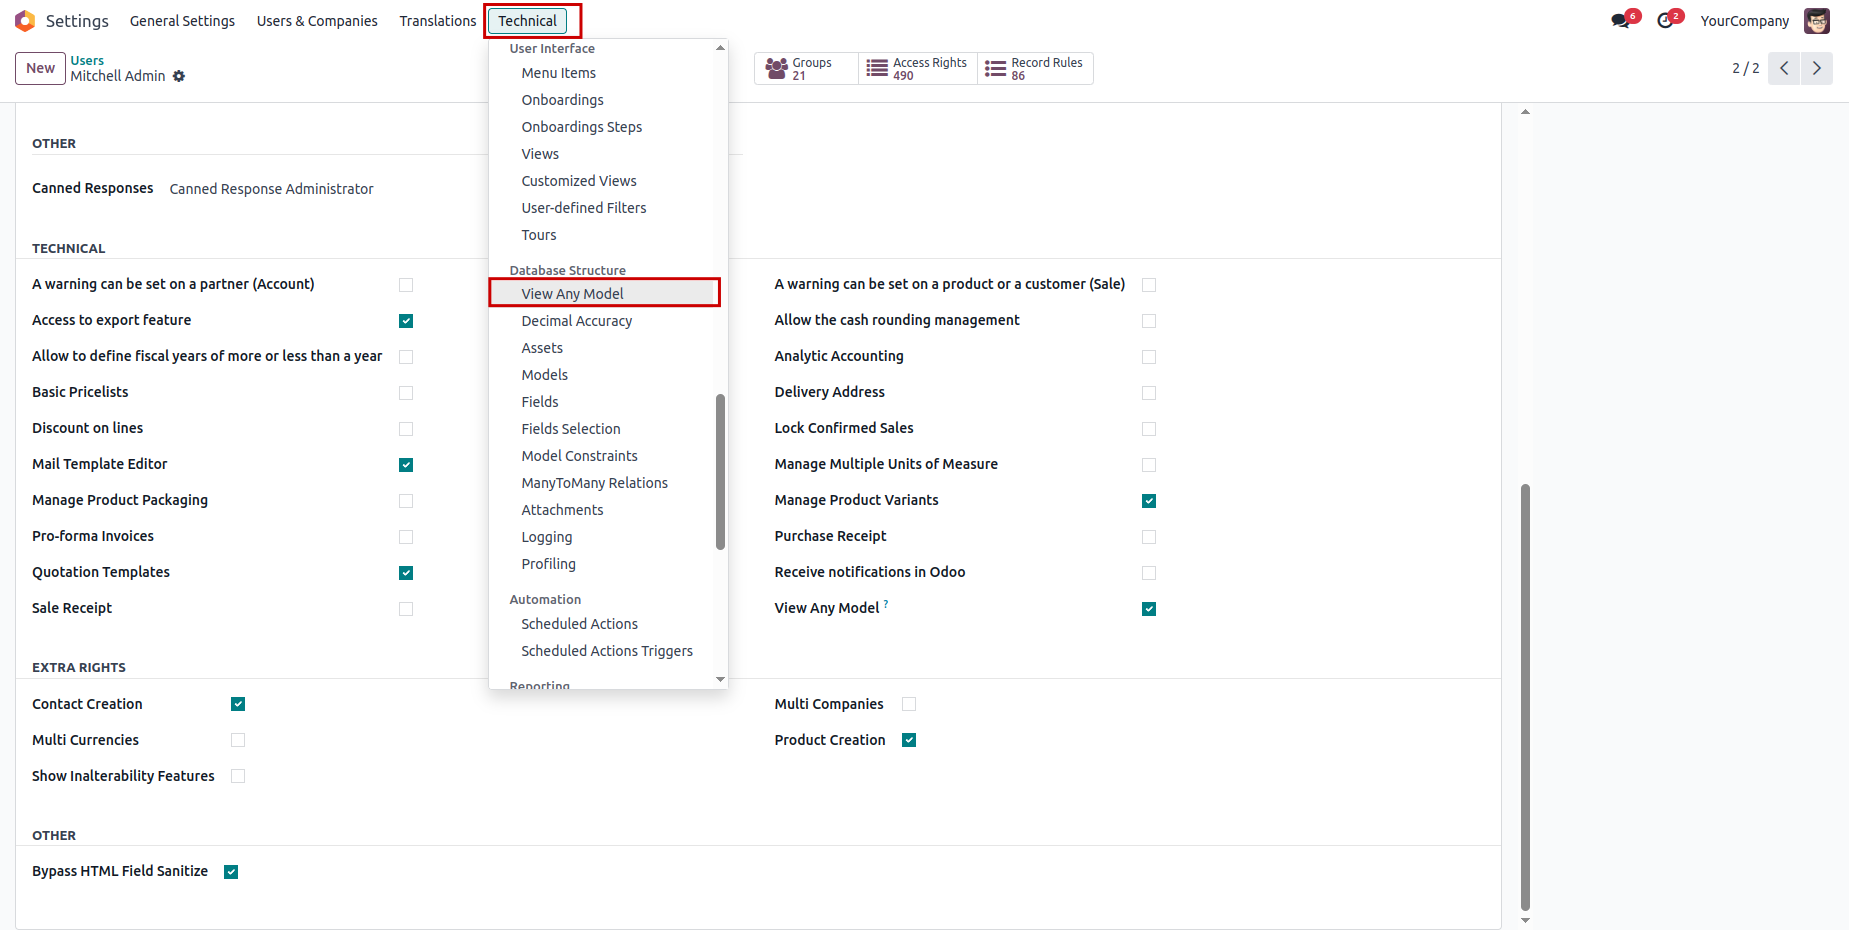 Settings
General Settings
Users & Companies
Translations
Technical
6
2
YourCompany
New
Users
Mitchell Admin
Groups
21
Access Rights
490
Record Rules
86
2 / 2
User Interface
Menu Items
Onboardings
Onboardings Steps
Views
Customized Views
User-defined Filters
Tours
Database Structure
View Any Model
Decimal Accuracy
Assets
Models
Fields
Fields Selection
Model Constraints
ManyToMany Relations
Attachments
Logging
Profiling
Automation
Scheduled Actions
Scheduled Actions Triggers
Reporting
OTHER
Canned Responses Canned Response Administrator
TECHNICAL
A warning can be set on a partner (Account)
A warning can be set on a product or a customer (Sale)
Access to export feature
Allow the cash rounding management
Allow to define fiscal years of more or less than a year
Analytic Accounting
Basic Pricelists
Delivery Address
Discount on lines
Lock Confirmed Sales
Mail Template Editor
Manage Multiple Units of Measure
Manage Product Packaging
Manage Product Variants
Pro-forma Invoices
Purchase Receipt
Quotation Templates
Receive notifications in Odoo
Sale Receipt
View Any Model ?
EXTRA RIGHTS
Contact Creation
Multi Companies
Multi Currencies
Product Creation
Show Inalterability Features
OTHER
Bypass HTML Field Sanitize